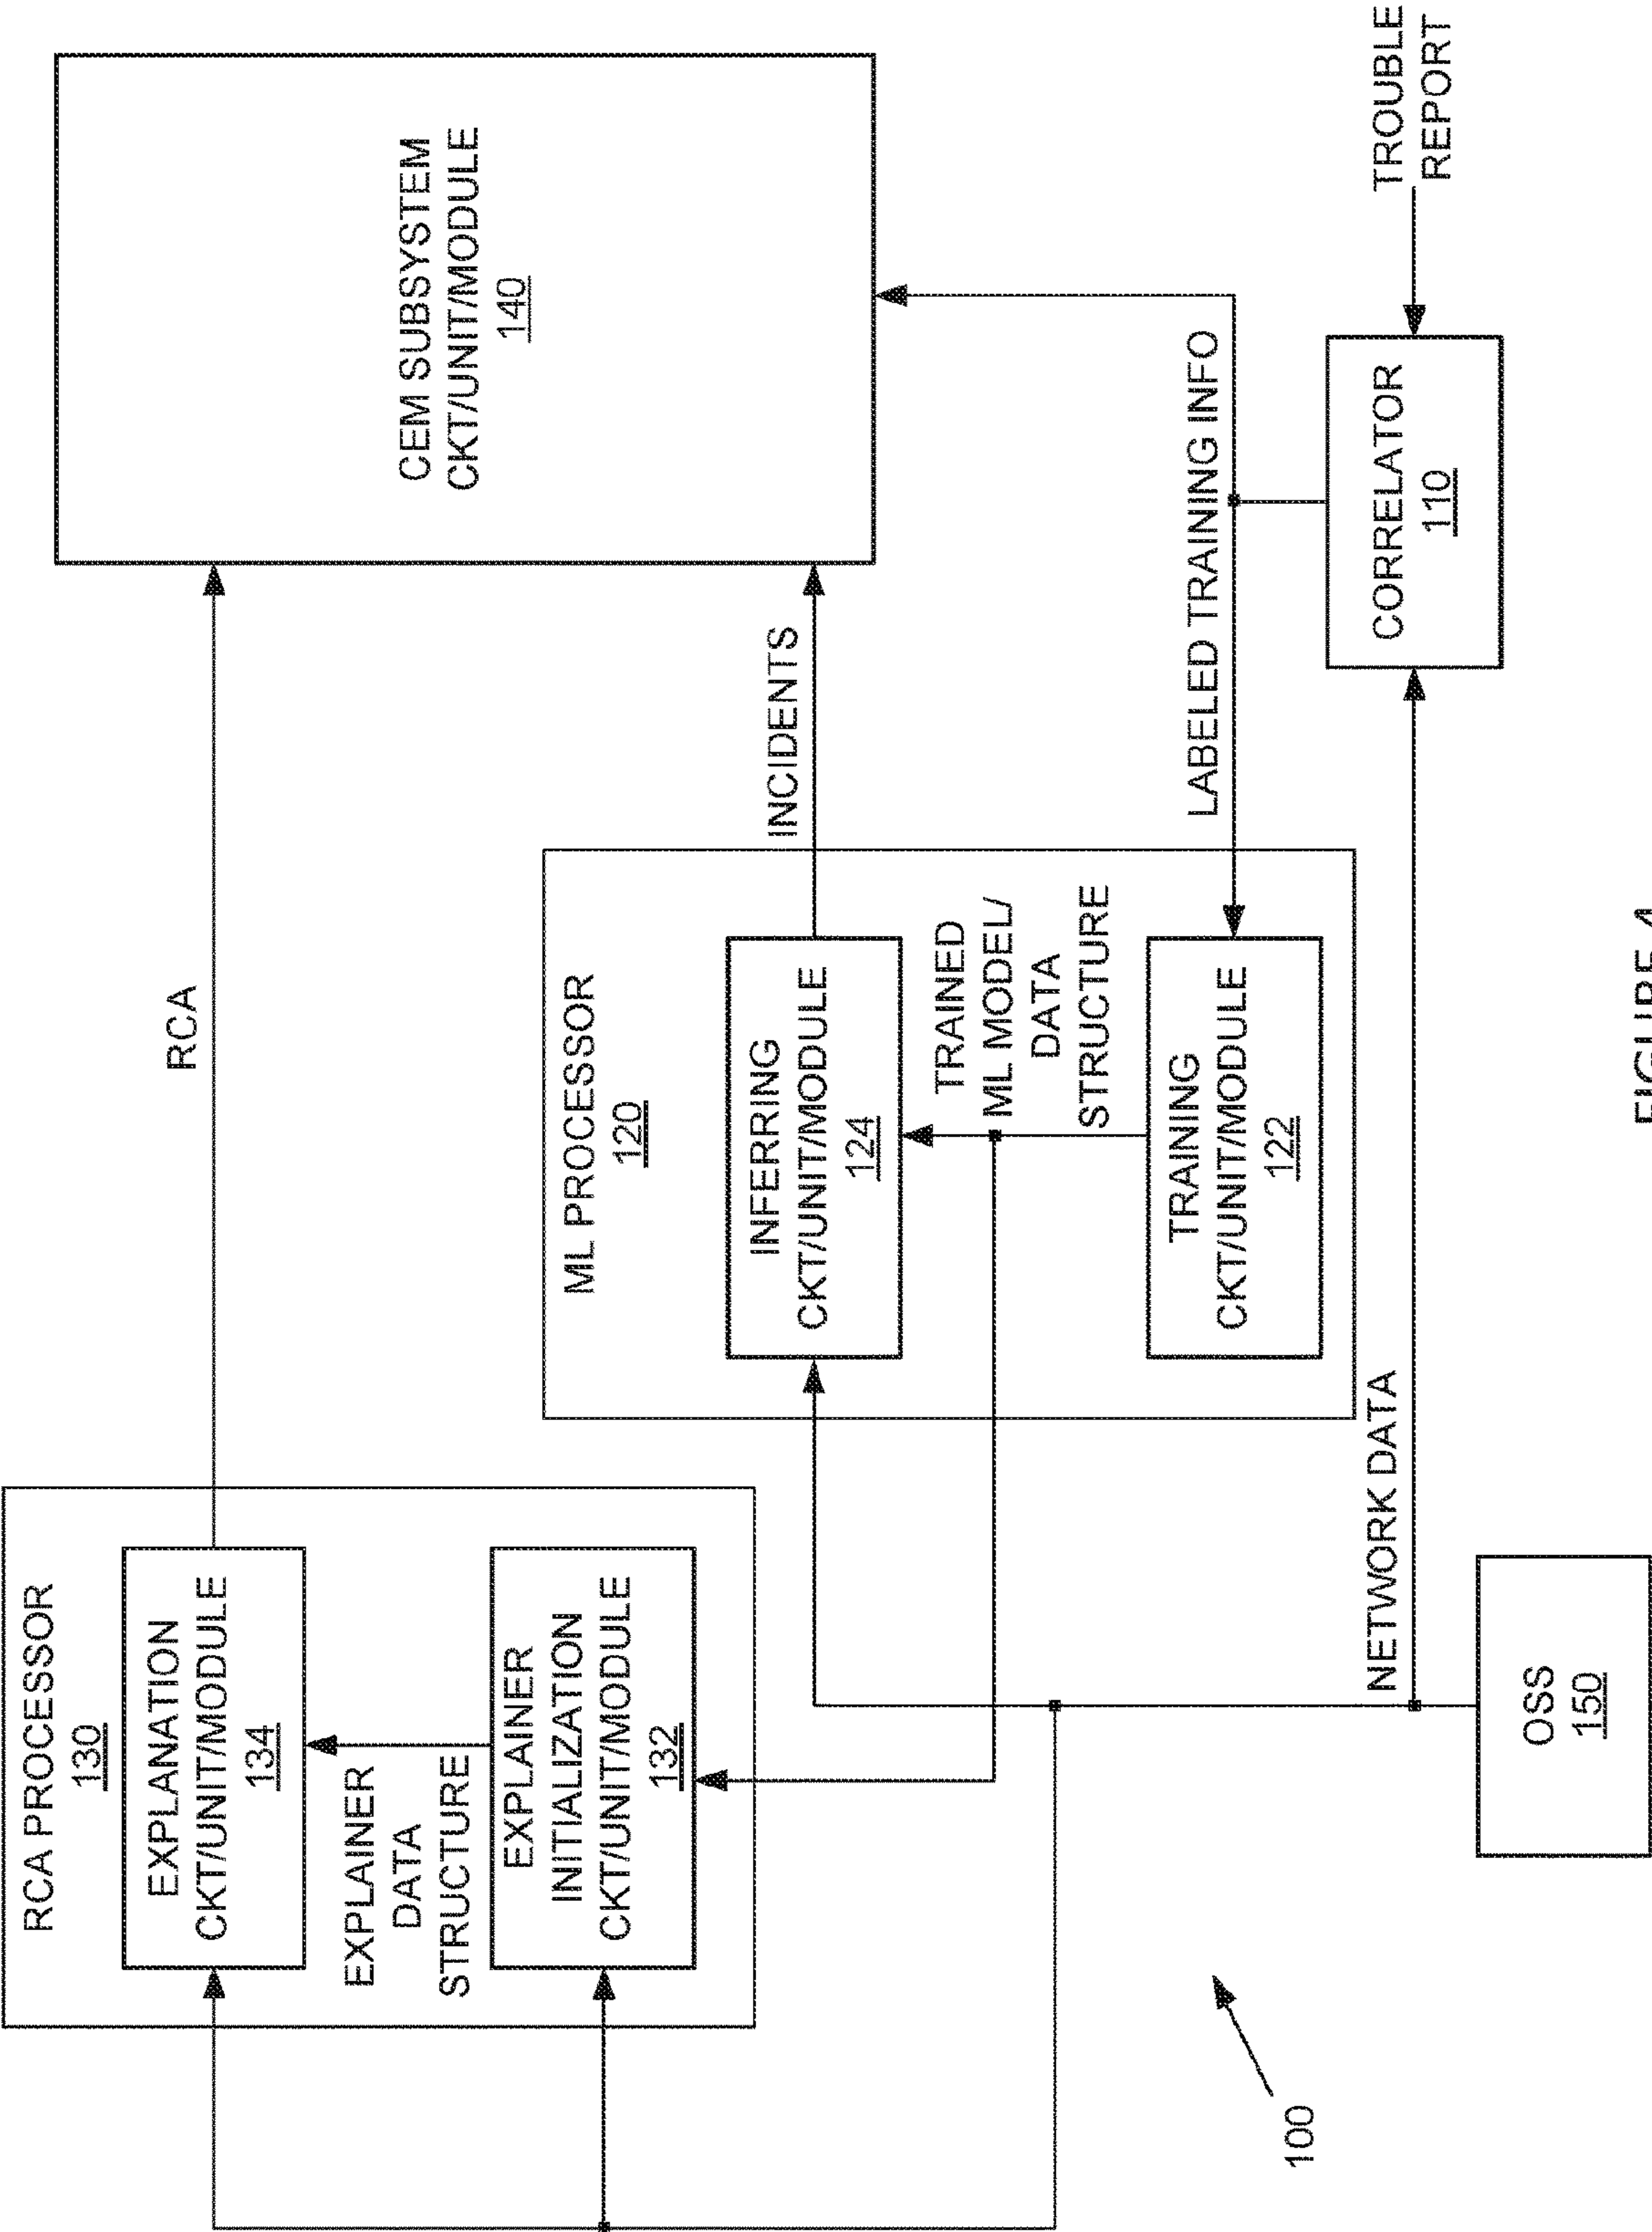 RCA PROCESSOR
130
EXPLANATION
CKT/UNIT/MODULE
134
EXPLAINER
DATA
STRUCTURE
EXPLAINER
INITIALIZATION
CKT/UNIT/MODULE
132
RCA
CEM SUBSYSTEM
CKT/UNIT/MODULE
140
ML PROCESSOR
120
INFERRING
CKT/UNIT/MODULE
124
INCIDENTS
TRAINED
ML MODEL/
DATA
STRUCTURE
TRAINING
CKT/UNIT/MODULE
122
LABELED TRAINING INFO
NETWORK DATA
CORRELATOR
110
TROUBLE
REPORT
OSS
150
100